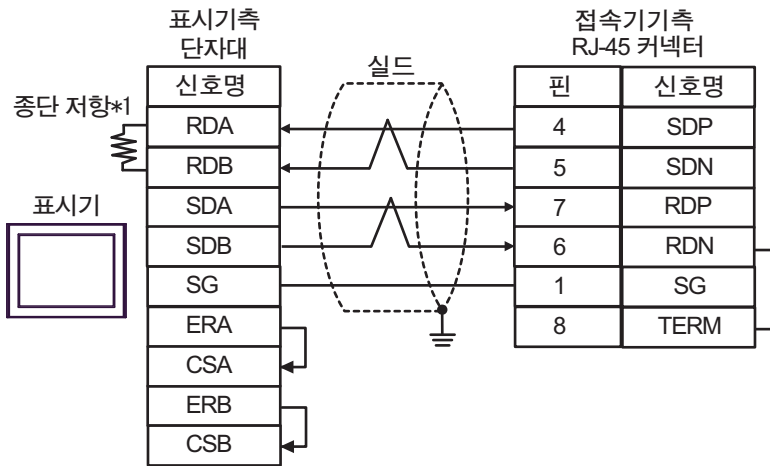 표시기측
단자대
접속기기측
RJ-45 커넥터
실드
종단 저항*1
표시기
신호명
RDA
RDB
SDA
SDB
SG
ERA
CSA
ERB
CSB
핀 신호명
4 SDP
5 SDN
7 RDP
6 RDN
1 SG
8 TERM